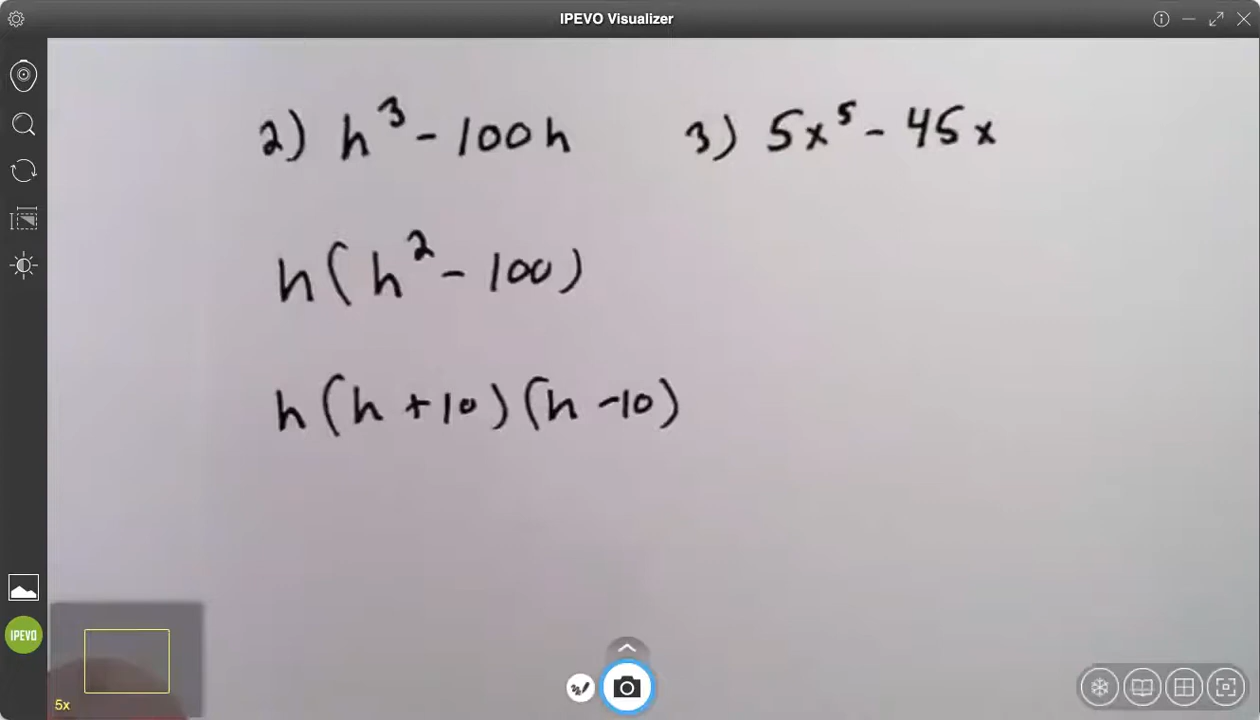 IPEVO Visualizer
2) h³ - 100h
3) 5x⁵ - 45x
h(h² - 100)
h(h + 10)(h - 10)
IPEVO
5x